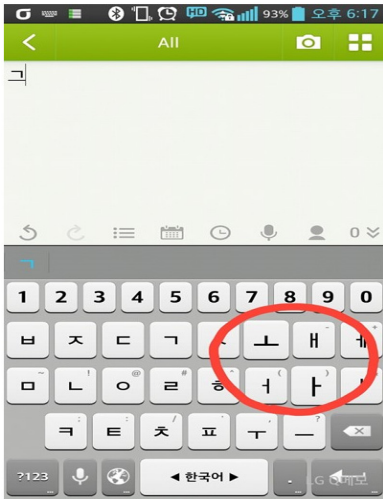 93% 오후 6:17
All
ㄱ
0
ㄱ
1 2 3 4 5 6 7 8 9 0
ㅂ ㅈ ㄷ ㄱ ㅅ ㅗ ㅐ ㅔ
ㅁ ㄴ ㅇ ㄹ ㅎ ㅓ ㅏ ㅣ
ㅋ ㅌ ㅊ ㅍ ㅜ ㅡ
?123 한국어 . LG Q메모